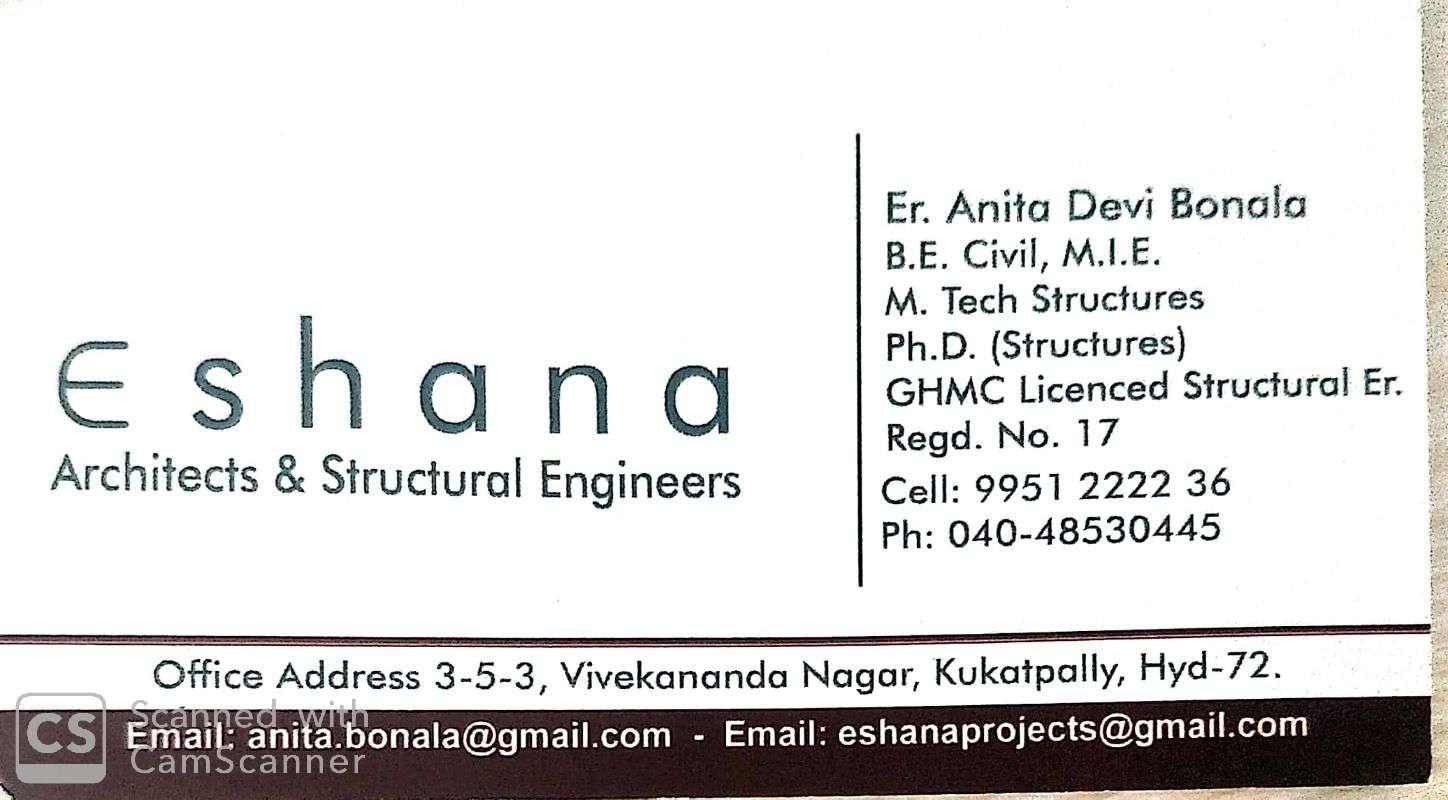 Eshana
Architects & Structural Engineers
Er. Anita Devi Bonala
B.E. Civil, M.I.E.
M. Tech Structures
Ph.D. (Structures)
GHMC Licenced Structural Er.
Regd. No. 17
Cell: 9951 2222 36
Ph: 040-48530445
Office Address 3-5-3, Vivekananda Nagar, Kukatpally, Hyd-72.
Email: anita.bonala@gmail.com - Email: eshanaprojects@gmail.com
CS
Scanned with
CamScanner